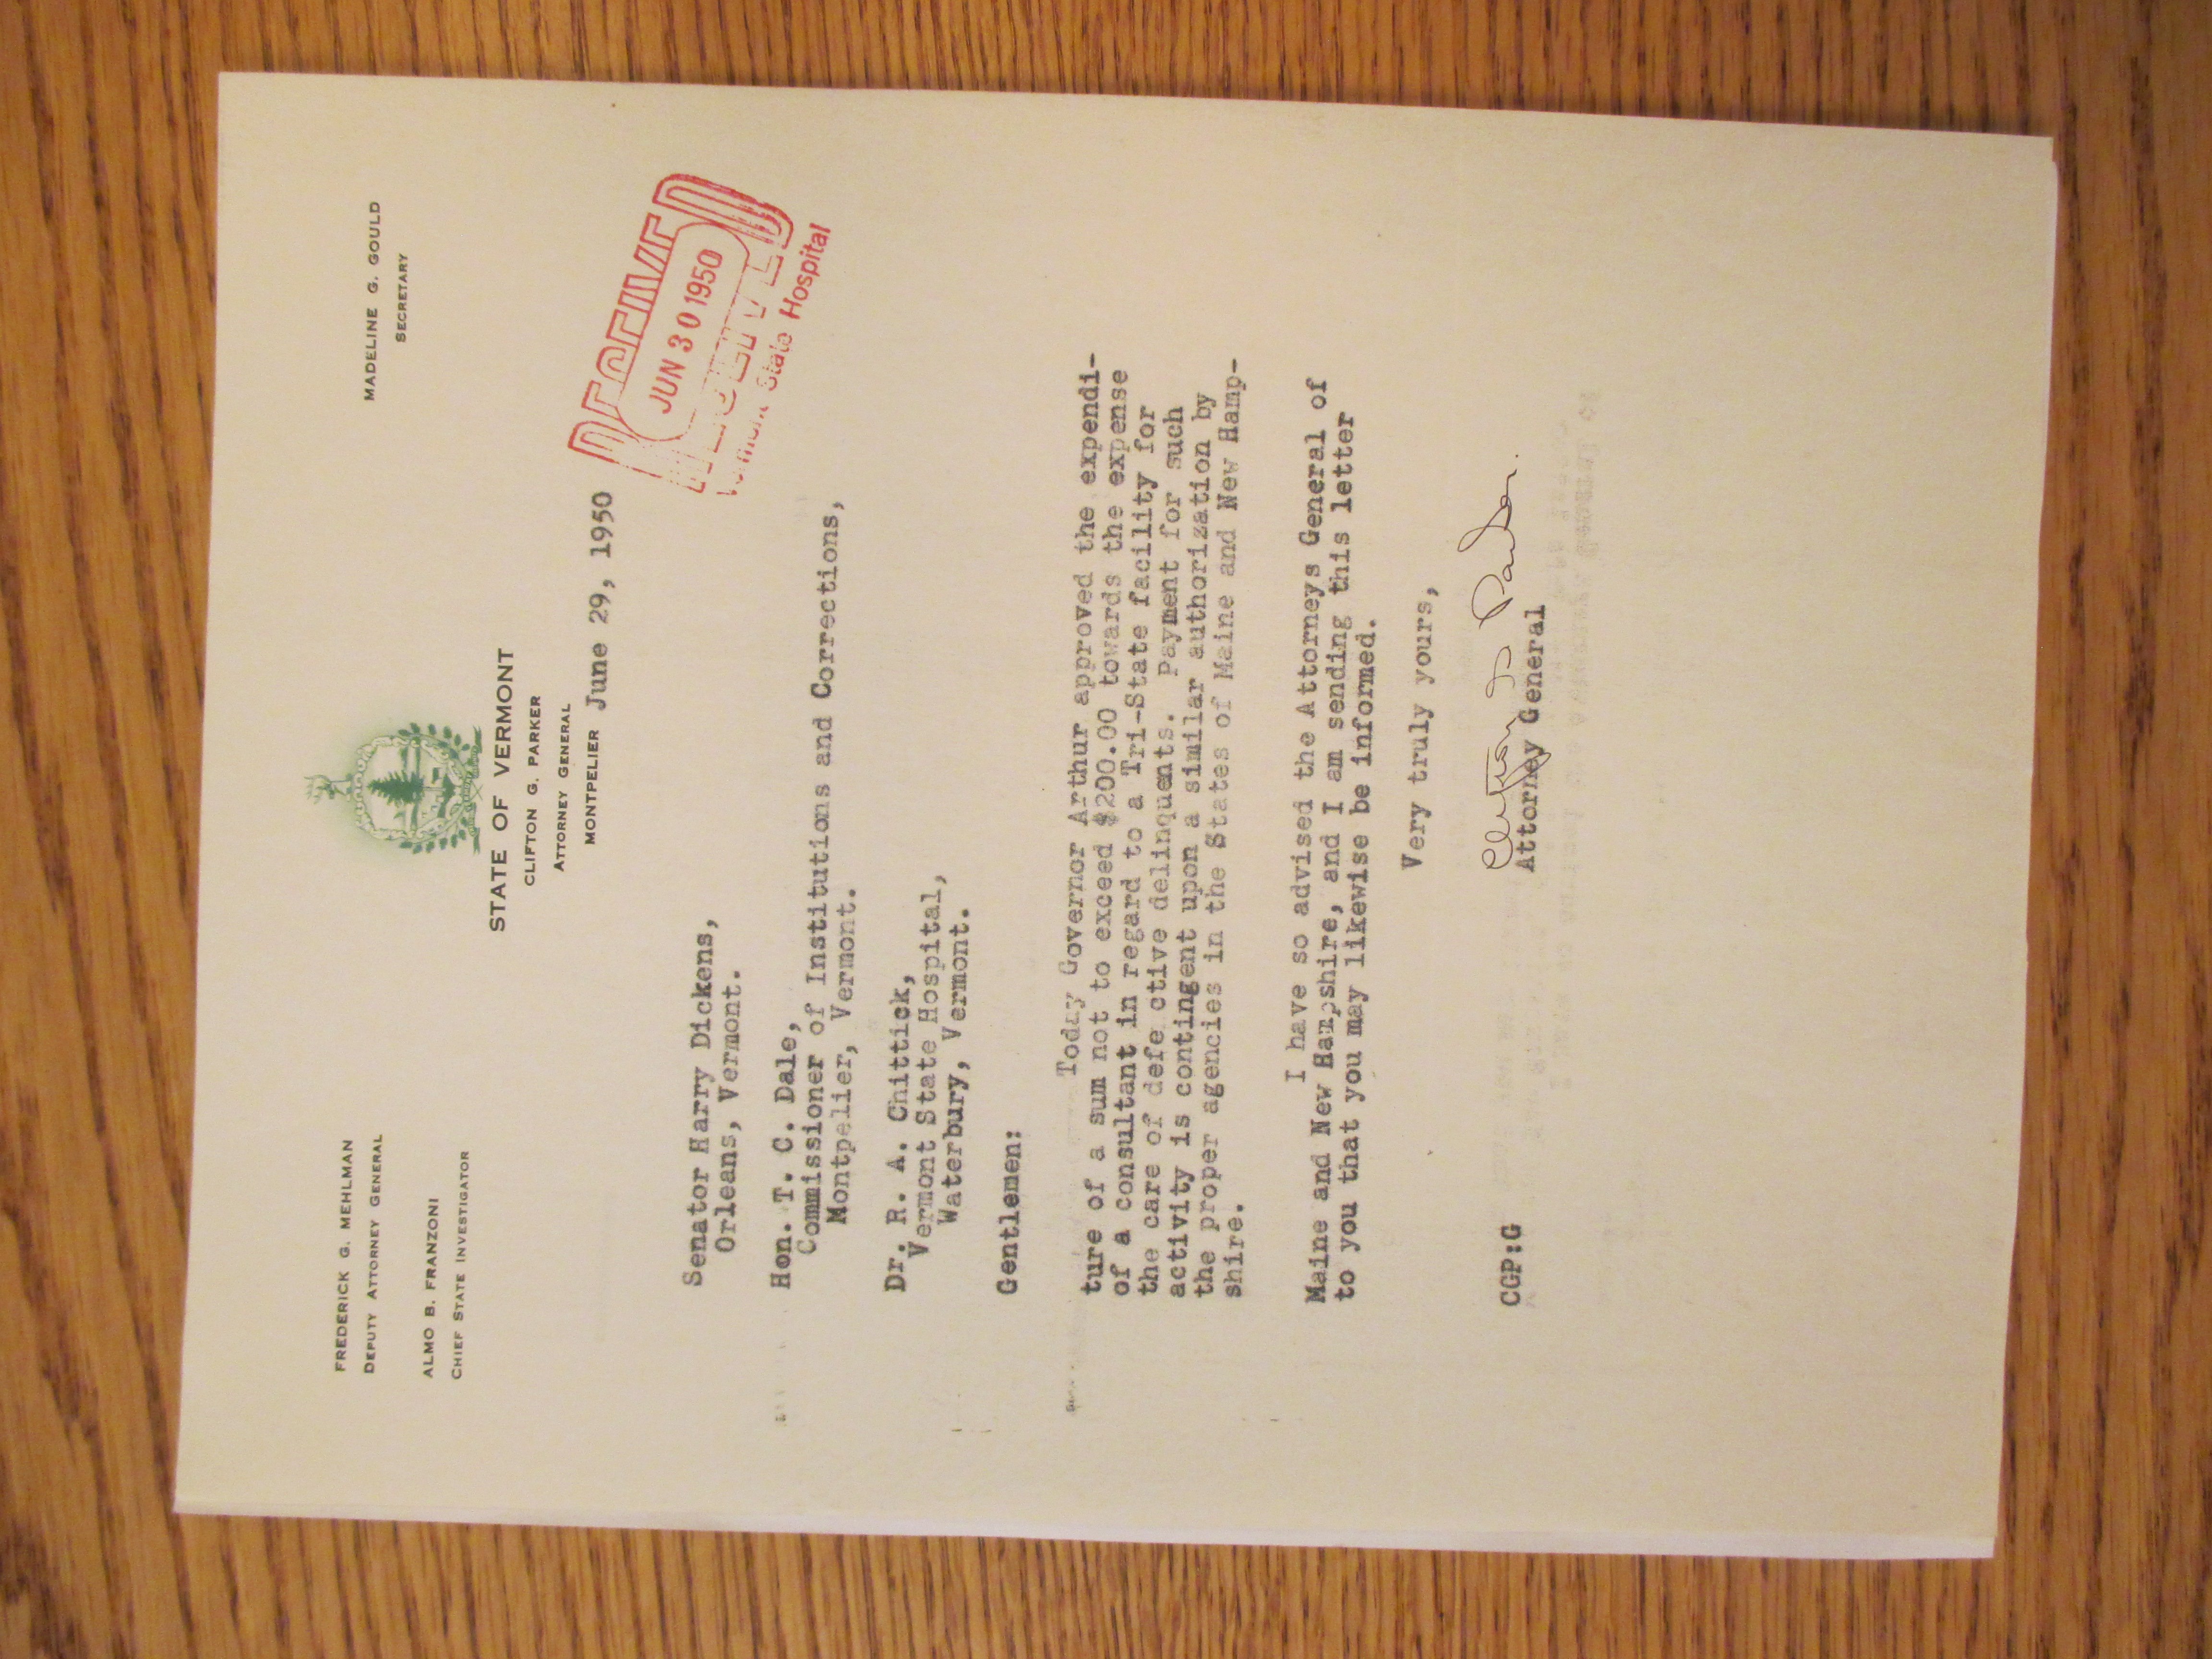 FREDERICK G. MEHLMAN
DEPUTY ATTORNEY GENERAL
ALMO B. FRANZONI
CHIEF STATE INVESTIGATOR
MADELINE G. GOULD
SECRETARY
STATE OF VERMONT
CLIFTON G. PARKER
ATTORNEY GENERAL
MONTPELIER June 29, 1950
RECEIVED
JUN 30 1950
RECEIVED
State Hospital
Senator Harry Dickens,
Orleans, Vermont.
Hon. T. C. Dale,
Commissioner of Institutions and Corrections,
Montpelier, Vermont.
Dr. R. A. Chittick,
Vermont State Hospital,
Waterbury, Vermont.
Gentlemen:
Today Governor Arthur approved the expendi-
ture of a sum not to exceed $200.00 towards the expense
of a consultant in regard to a Tri-State facility for
the care of defe ctive delinquents. Payment for such
activity is contingent upon a similar authorization by
the proper agencies in the States of Maine and New Hamp-
shire.
I have so advised the Attorneys General of
Maine and New Hampshire, and I am sending this letter
to you that you may likewise be informed.
Very truly yours,
Clifton G Parker.
Attorney General
CGP:G